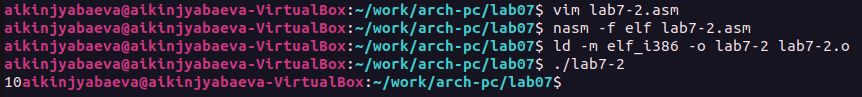 aikinjyabaeva@aikinjyabaeva-VirtualBox:~/work/arch-pc/lab07$ vim lab7-2.asm
aikinjyabaeva@aikinjyabaeva-VirtualBox:~/work/arch-pc/lab07$ nasm -f elf lab7-2.asm
aikinjyabaeva@aikinjyabaeva-VirtualBox:~/work/arch-pc/lab07$ ld -m elf_i386 -o lab7-2 lab7-2.o
aikinjyabaeva@aikinjyabaeva-VirtualBox:~/work/arch-pc/lab07$ ./lab7-2
10aikinjyabaeva@aikinjyabaeva-VirtualBox:~/work/arch-pc/lab07$